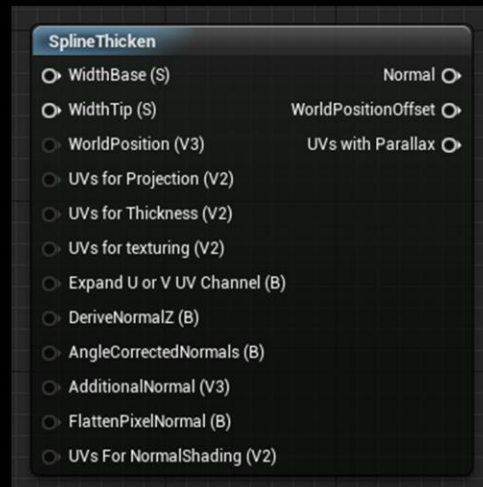 SplineThicken
WidthBase (S) Normal
WidthTip (S) WorldPositionOffset
WorldPosition (V3) UVs with Parallax
UVs for Projection (V2)
UVs for Thickness (V2)
UVs for texturing (V2)
Expand U or V UV Channel (B)
DeriveNormalZ (B)
AngleCorrectedNormals (B)
AdditionalNormal (V3)
FlattenPixelNormal (B)
UVs For NormalShading (V2)